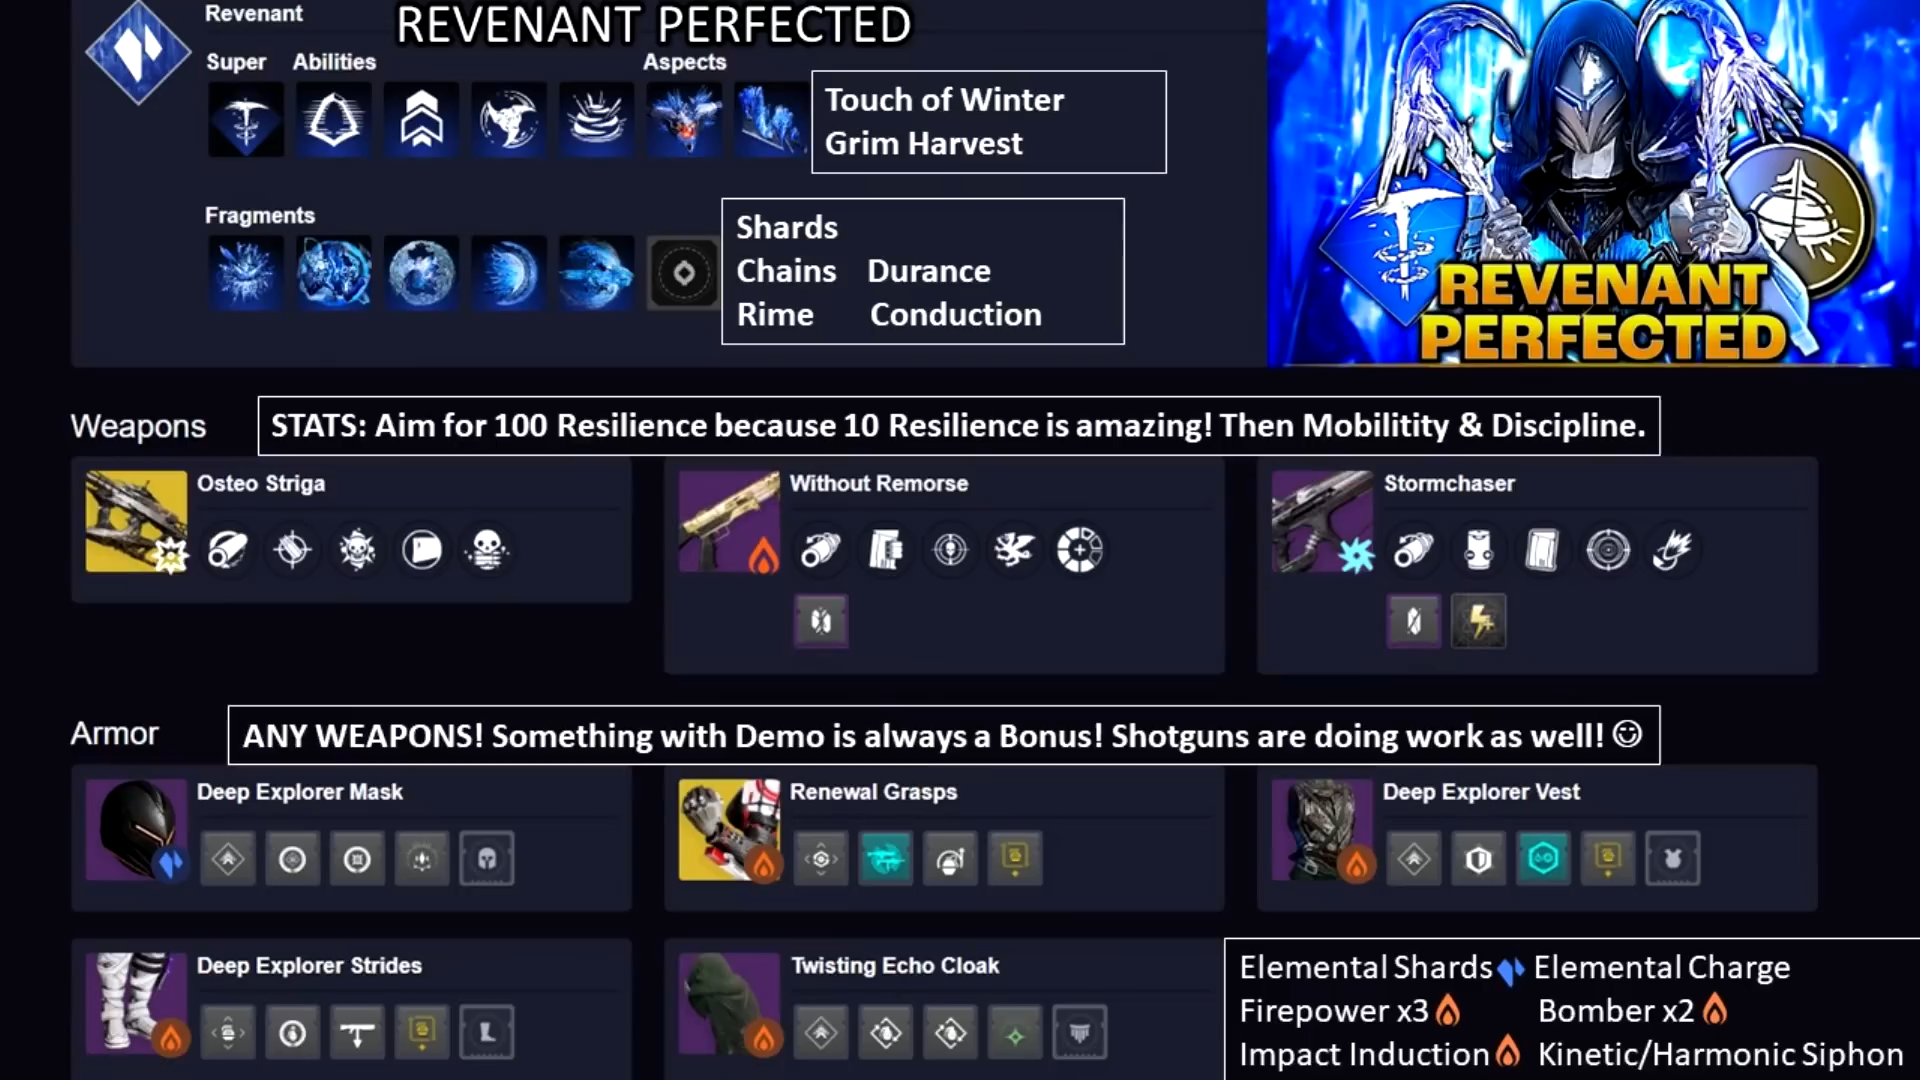 Revenant
REVENANT PERFECTED
Super
Abilities
Aspects
Touch of Winter
Grim Harvest
Fragments
Shards
Chains Durance
Rime Conduction
REVENANT
PERFECTED
Weapons
STATS: Aim for 100 Resilience because 10 Resilience is amazing! Then Mobilitity & Discipline.
Osteo Striga
Without Remorse
Stormchaser
Armor
ANY WEAPONS! Something with Demo is always a Bonus! Shotguns are doing work as well! ☺
Deep Explorer Mask
Renewal Grasps
Deep Explorer Vest
Deep Explorer Strides
Twisting Echo Cloak
Elemental Shards Elemental Charge
Firepower x3 Bomber x2
Impact Induction Kinetic/Harmonic Siphon